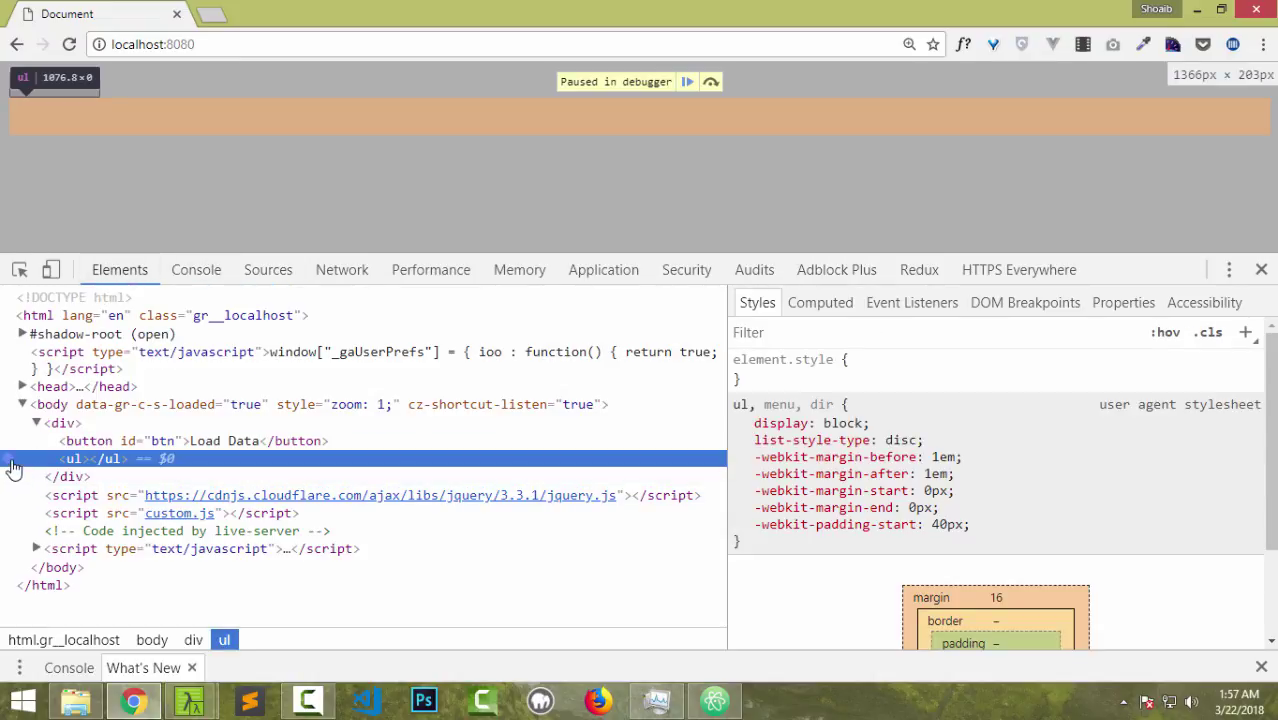 Document
Shoaib
localhost:8080
f?
ul 1076.8×0
Paused in debugger
1366px x 203px
Elements Console Sources Network Performance Memory Application Security Audits Adblock Plus Redux HTTPS Everywhere
<!DOCTYPE html>
<html lang="en" class="gr__localhost">
#shadow-root (open)
<script type="text/javascript">window["_gaUserPrefs"] = { ioo : function() { return true;
} }</script>
<head>…</head>
<body data-gr-c-s-loaded="true" style="zoom: 1;" cz-shortcut-listen="true">
<div>
<button id="btn">Load Data</button>
<ul></ul> == $0
</div>
<script src="https://cdnjs.cloudflare.com/ajax/libs/jquery/3.3.1/jquery.js"></script>
<script src="custom.js"></script>
<!-- Code injected by live-server -->
<script type="text/javascript">…</script>
</body>
</html>
html.gr__localhost body div ul
Styles Computed Event Listeners DOM Breakpoints Properties Accessibility
Filter :hov .cls +
element.style {
}
ul, menu, dir { user agent stylesheet
display: block;
list-style-type: disc;
-webkit-margin-before: 1em;
-webkit-margin-after: 1em;
-webkit-margin-start: 0px;
-webkit-margin-end: 0px;
-webkit-padding-start: 40px;
}
margin 16
border –
padding –
Console What's New
Ps
1:57 AM
3/22/2018